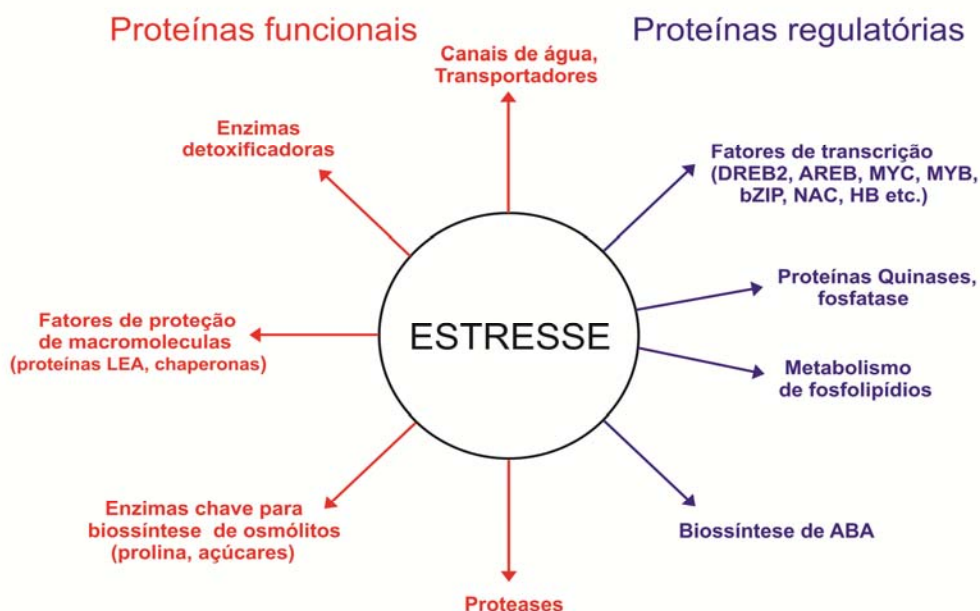 Proteínas funcionais
Proteínas regulatórias
Canais de água,
Transportadores
Enzimas
detoxificadoras
Fatores de transcrição
(DREB2, AREB, MYC, MYB,
bZIP, NAC, HB etc.)
Proteínas Quinases,
fosfatase
Fatores de proteção
de macromoleculas
(proteínas LEA, chaperonas)
ESTRESSE
Metabolismo
de fosfolipídios
Enzimas chave para
biossíntese de osmólitos
(prolina, açúcares)
Biossíntese de ABA
Proteases